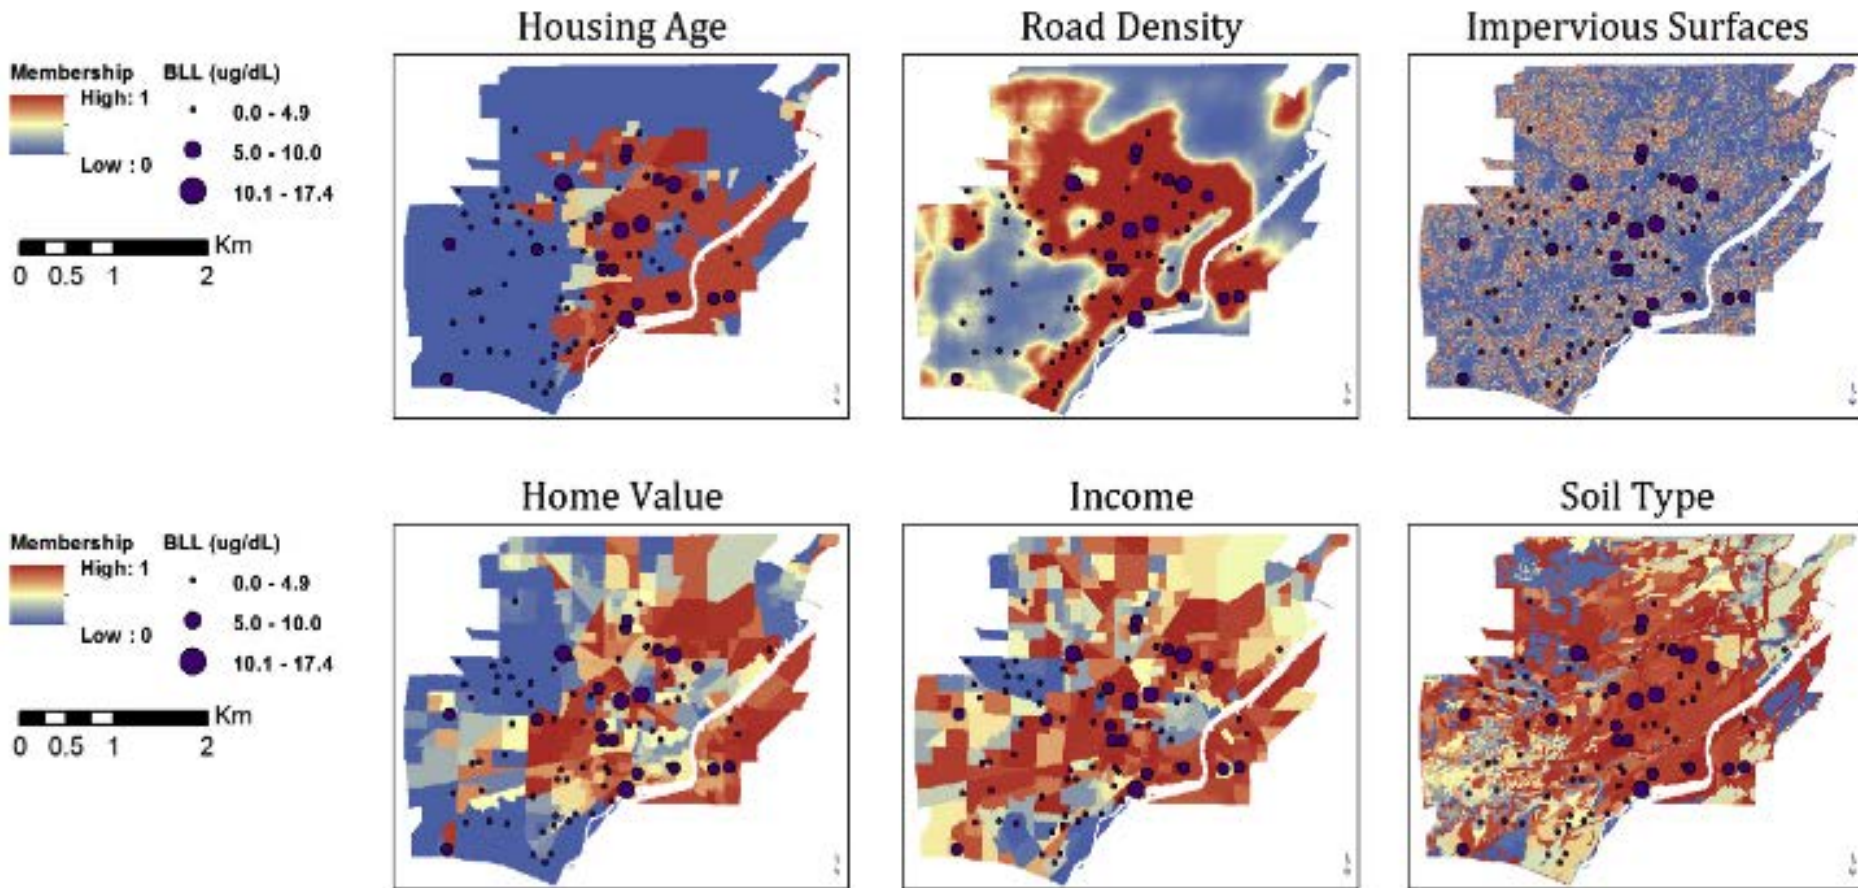 Housing Age
Road Density
Impervious Surfaces
Membership
BLL (ug/dL)
High: 1
0.0 - 4.9
5.0 - 10.0
Low : 0
10.1 - 17.4
Km
0 0.5 1 2
Home Value
Income
Soil Type
Membership
BLL (ug/dL)
High: 1
0.0 - 4.9
5.0 - 10.0
Low : 0
10.1 - 17.4
Km
0 0.5 1 2